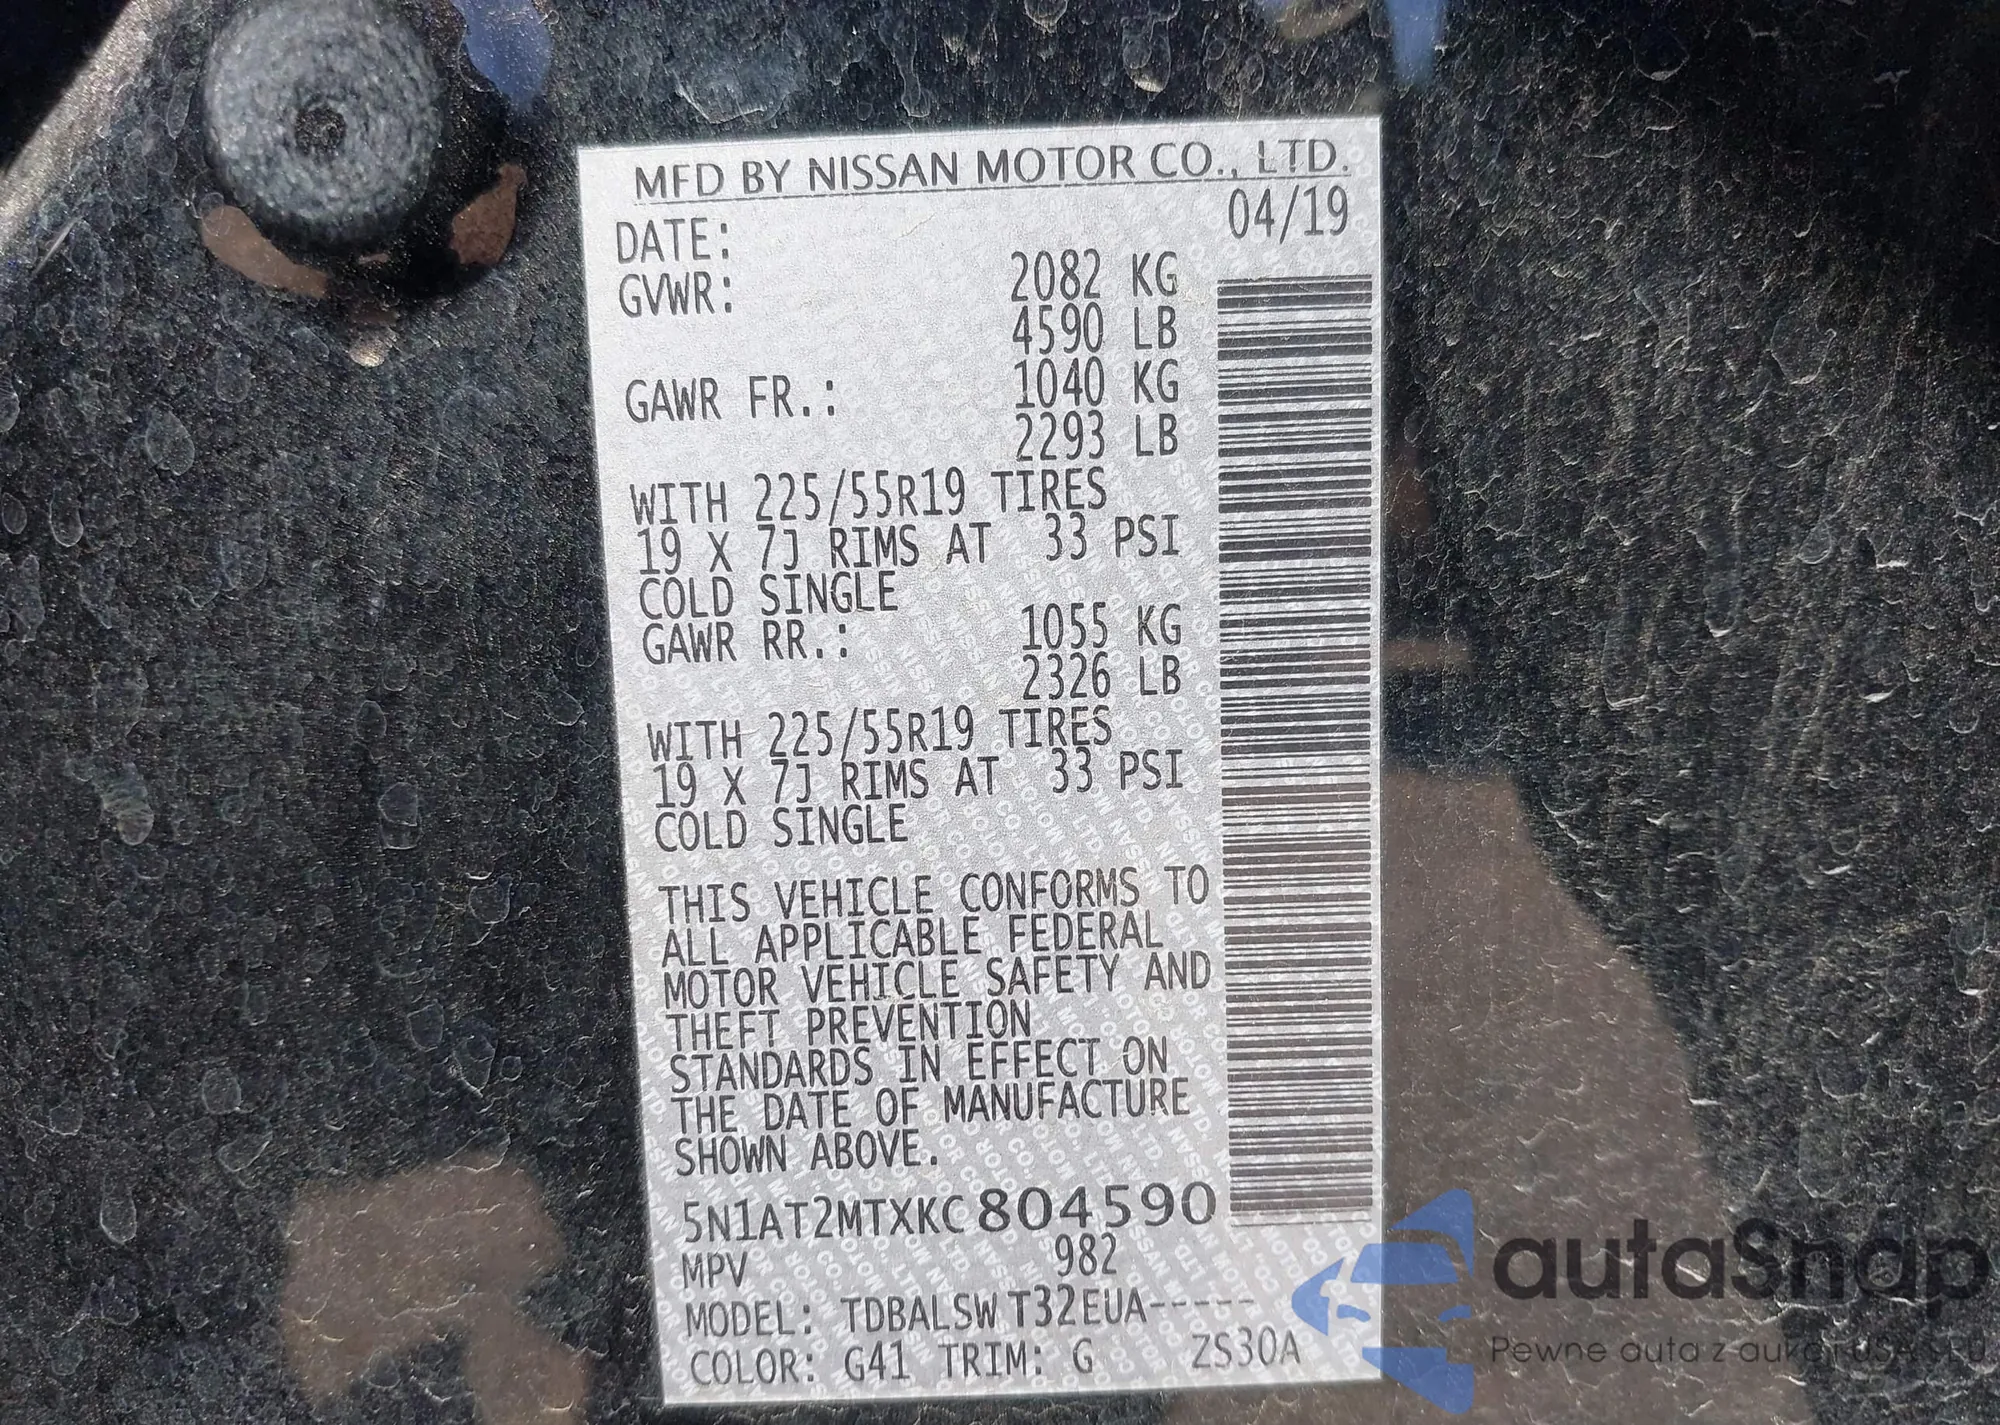 MFD BY NISSAN MOTOR CO., LTD.
DATE: 04/19
GVWR: 2082 KG
4590 LB
GAWR FR.: 1040 KG
2293 LB
WITH 225/55R19 TIRES
19 X 7J RIMS AT 33 PSI
COLD SINGLE
GAWR RR.: 1055 KG
2326 LB
WITH 225/55R19 TIRES
19 X 7J RIMS AT 33 PSI
COLD SINGLE
THIS VEHICLE CONFORMS TO
ALL APPLICABLE FEDERAL
MOTOR VEHICLE SAFETY AND
THEFT PREVENTION
STANDARDS IN EFFECT ON
THE DATE OF MANUFACTURE
SHOWN ABOVE.
5N1AT2MTXKC804590
MPV 982
MODEL: TDBALSW T32EUA-----
COLOR: G41 TRIM: G ZS30A
autoSnap
Pewne auta z aukcji USA